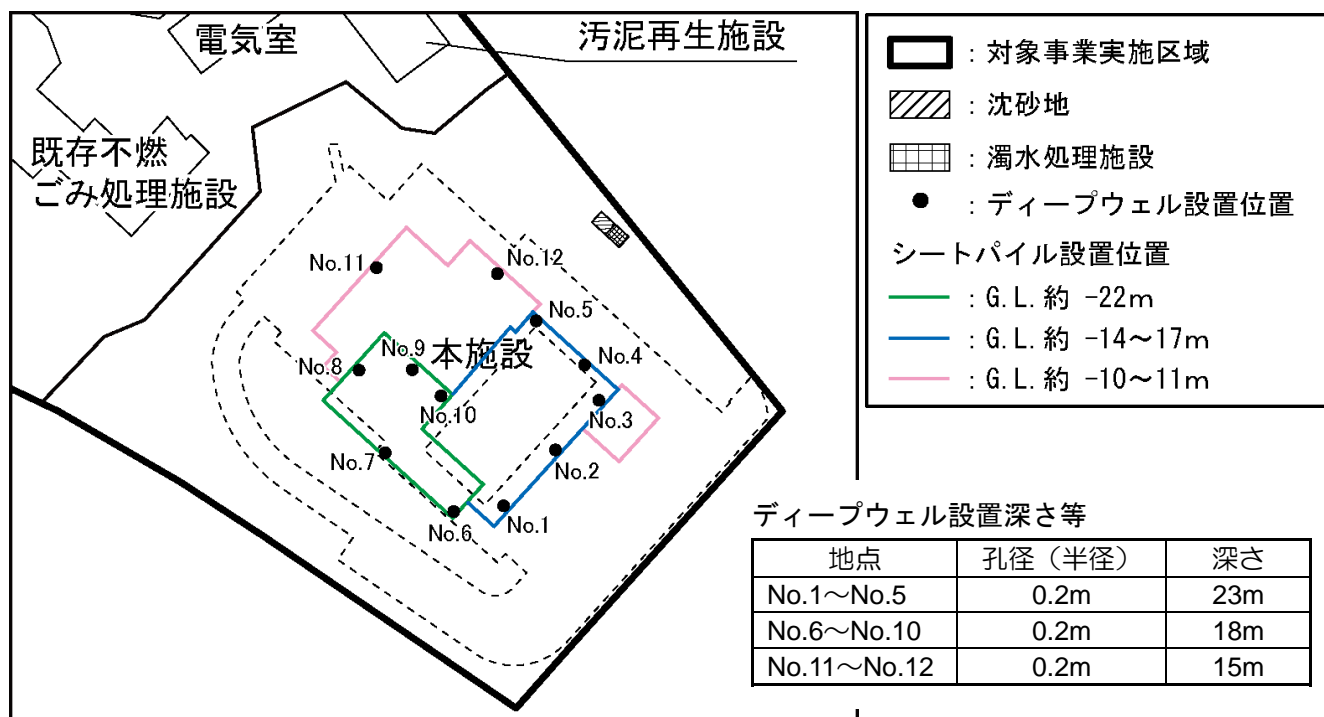 電気室
汚泥再生施設
既存不燃
ごみ処理施設
No.11
No.12
No.5
No.9
本施設
No.4
No.8
No.10
No.3
No.7
No.2
No.6
No.1
: 対象事業実施区域
: 沈砂地
: 濁水処理施設
: ディープウェル設置位置
シートパイル設置位置
: G.L.約 -22m
: G.L.約 -14～17m
: G.L.約 -10～11m
ディープウェル設置深さ等
地点 孔径（半径） 深さ
No.1～No.5 0.2m 23m
No.6～No.10 0.2m 18m
No.11～No.12 0.2m 15m